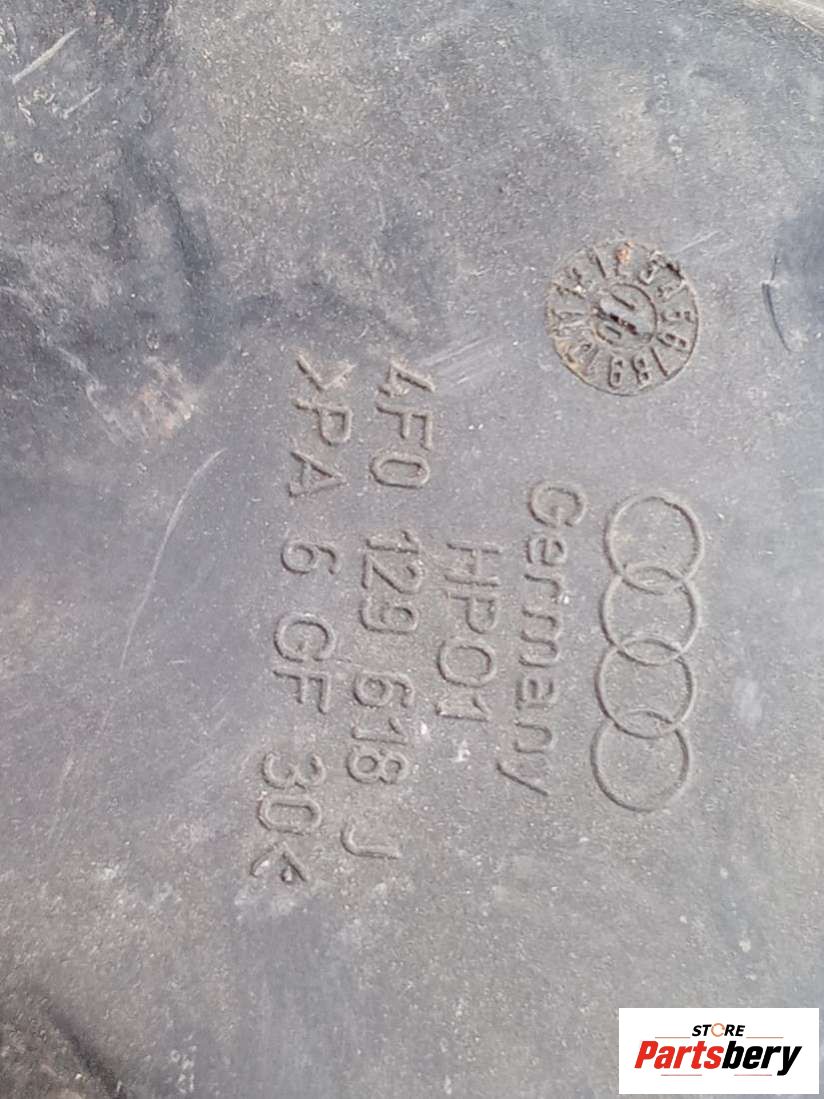 Germany
HP01
4F0 129 618 J
>PA 6 GF 30<
STORE
Partsbery